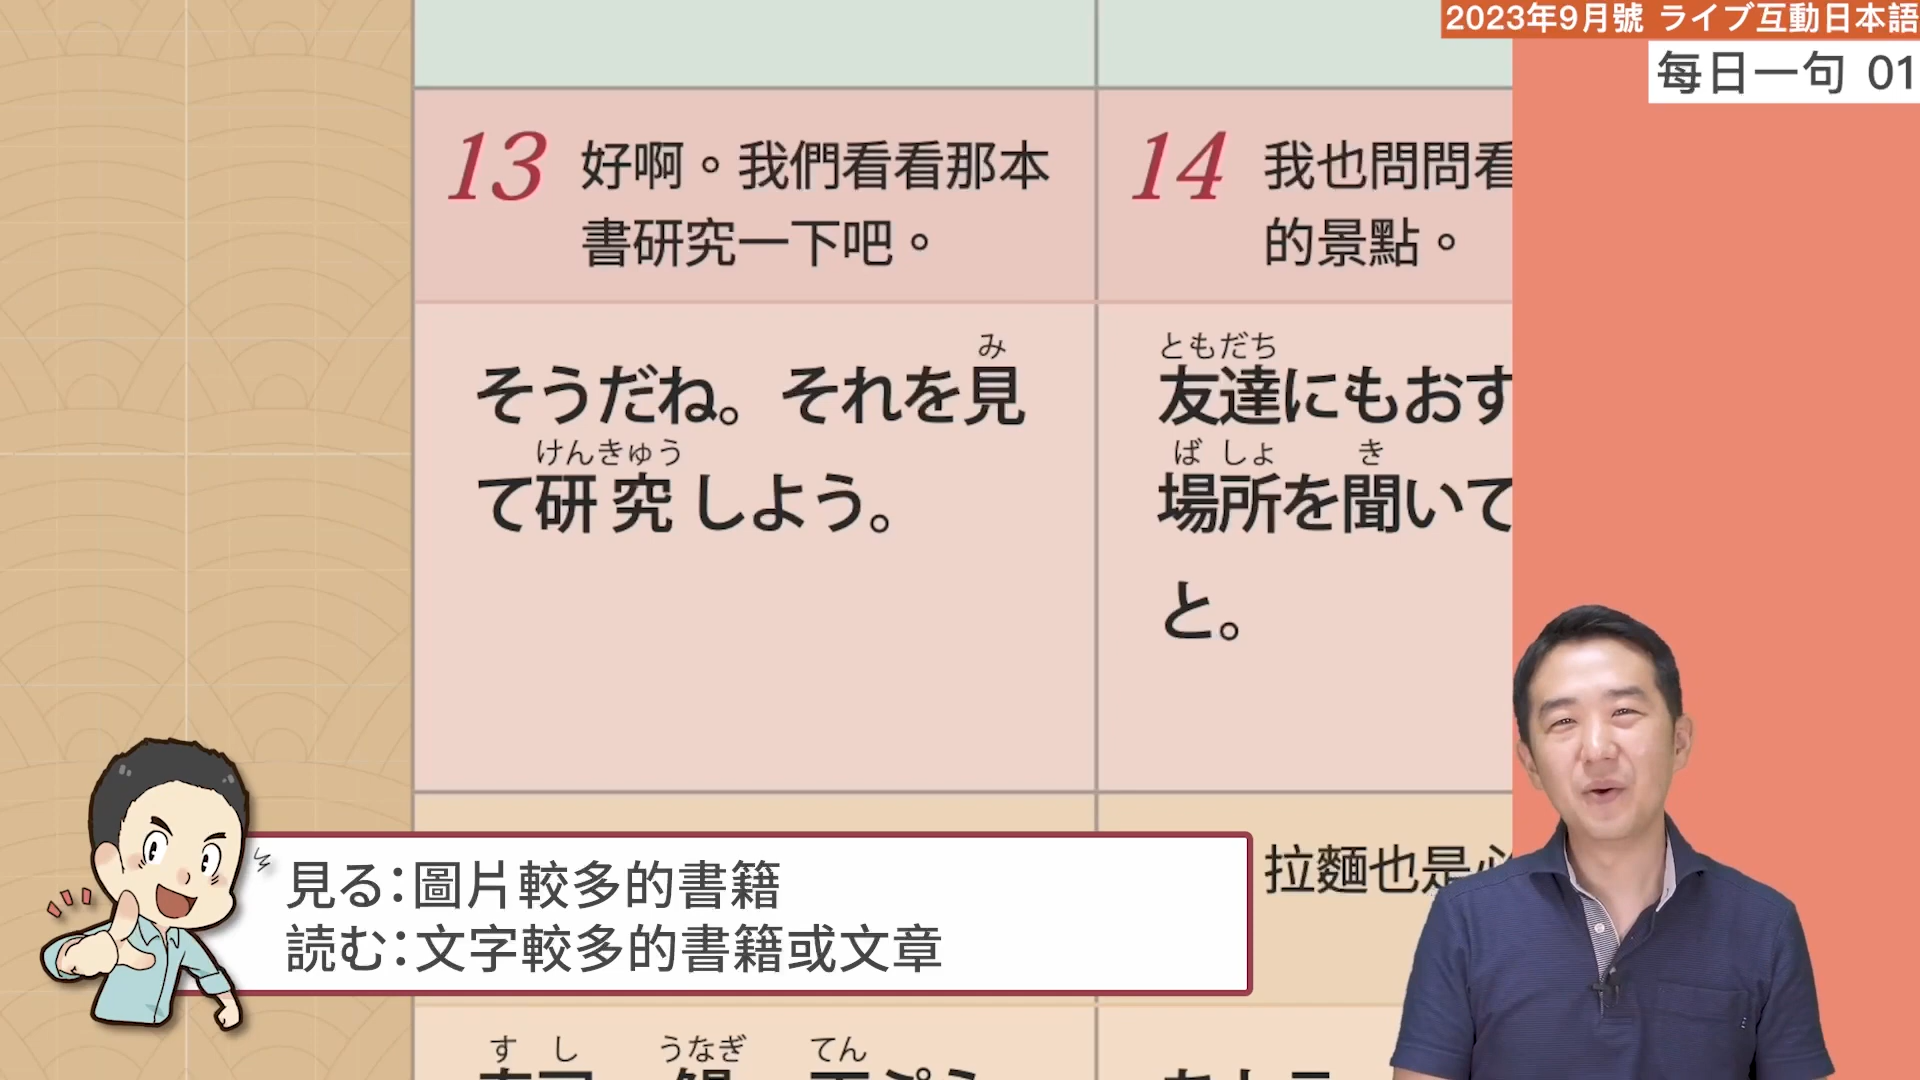 2023年9月號 ライブ互動日本語
每日一句 01
13 好啊。我們看看那本
書研究一下吧。
み
そうだね。それを見
けんきゅう
て研究しよう。
14 我也問問看
的景點。
ともだち
友達にもおす
ばしょ き
場所を聞いて
と。
見る:圖片較多的書籍
読む:文字較多的書籍或文章
拉麵也是
すし うなぎ てん